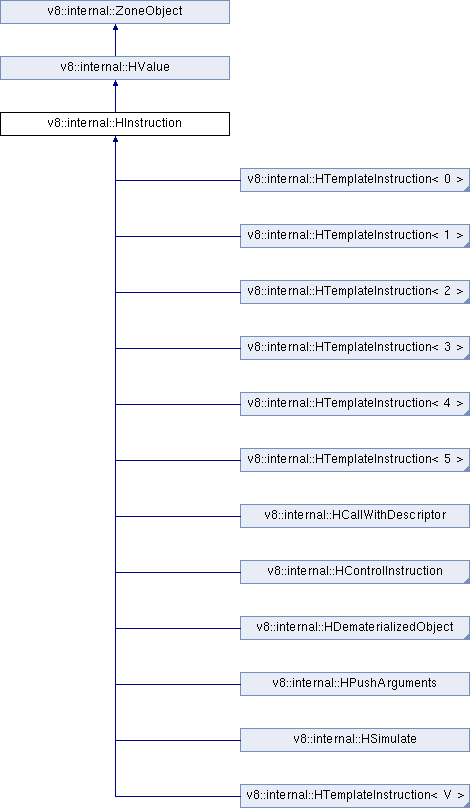 v8::internal::ZoneObject
v8::internal::HValue
v8::internal::HInstruction
v8::internal::HTemplateInstruction< 0 >
v8::internal::HTemplateInstruction< 1 >
v8::internal::HTemplateInstruction< 2 >
v8::internal::HTemplateInstruction< 3 >
v8::internal::HTemplateInstruction< 4 >
v8::internal::HTemplateInstruction< 5 >
v8::internal::HCallWithDescriptor
v8::internal::HControlInstruction
v8::internal::HDematerializedObject
v8::internal::HPushArguments
v8::internal::HSimulate
v8::internal::HTemplateInstruction< V >